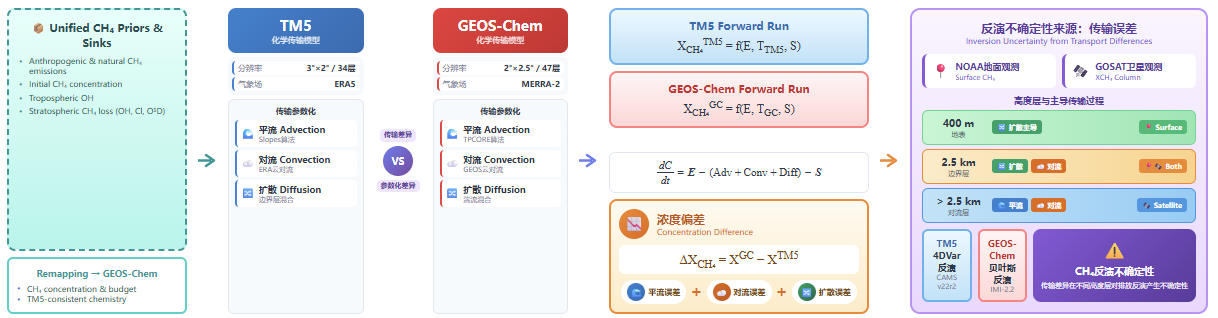 Unified CH₄ Priors &
Sinks
Anthropogenic & natural CH₄
emissions
Initial CH₄ concentration
Tropospheric OH
Stratospheric CH₄ loss (OH, Cl, O¹D)
Remapping → GEOS-Chem
CH₄ concentration & budget
TM5-consistent chemistry
TM5
化学传输模型
分辨率 3°×2° / 34层
气象场 ERA5
传输参数化
平流 Advection
Slopes算法
对流 Convection
ERA云对流
扩散 Diffusion
边界层混合
传输差异
VS
参数化差异
GEOS-Chem
化学传输模型
分辨率 2°×2.5° / 47层
气象场 MERRA-2
传输参数化
平流 Advection
TPCORE算法
对流 Convection
GEOS云对流
扩散 Diffusion
湍流混合
TM5 Forward Run
X_CH₄^TM5 = f(E, T_TM5, S)
GEOS-Chem Forward Run
X_CH₄^GC = f(E, T_GC, S)
dC/dt = E − (Adv + Conv + Diff) − S
浓度偏差
Concentration Difference
ΔX_CH₄ = X^GC − X^TM5
平流误差 + 对流误差 + 扩散误差
反演不确定性来源：传输误差
Inversion Uncertainty from Transport Differences
NOAA地面观测
Surface CH₄
GOSAT卫星观测
XCH₄ Column
高度层与主导传输过程
400 m
地表
扩散主导
Surface
2.5 km
边界层
扩散
对流
Both
> 2.5 km
对流层
平流
对流
Satellite
TM5
4DVar
反演
CAMS
v22r2
GEOS-
Chem
贝叶斯
反演
IMI-2.2
CH₄反演不确定性
传输差异在不同高度层对排放反演产生不确定性